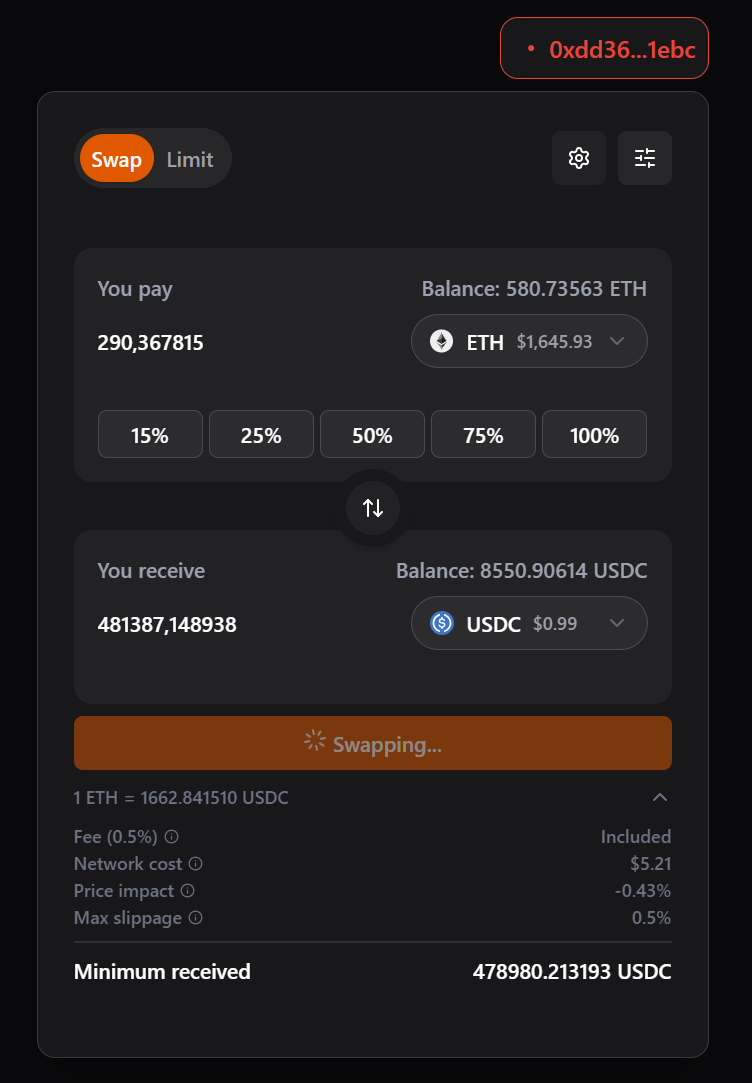 0xdd36...1ebc
Swap Limit
You pay Balance: 580.73563 ETH
290,367815 ETH $1,645.93
15% 25% 50% 75% 100%
You receive Balance: 8550.90614 USDC
481387,148938 USDC $0.99
Swapping...
1 ETH = 1662.841510 USDC
Fee (0.5%) Included
Network cost $5.21
Price impact -0.43%
Max slippage 0.5%
Minimum received 478980.213193 USDC